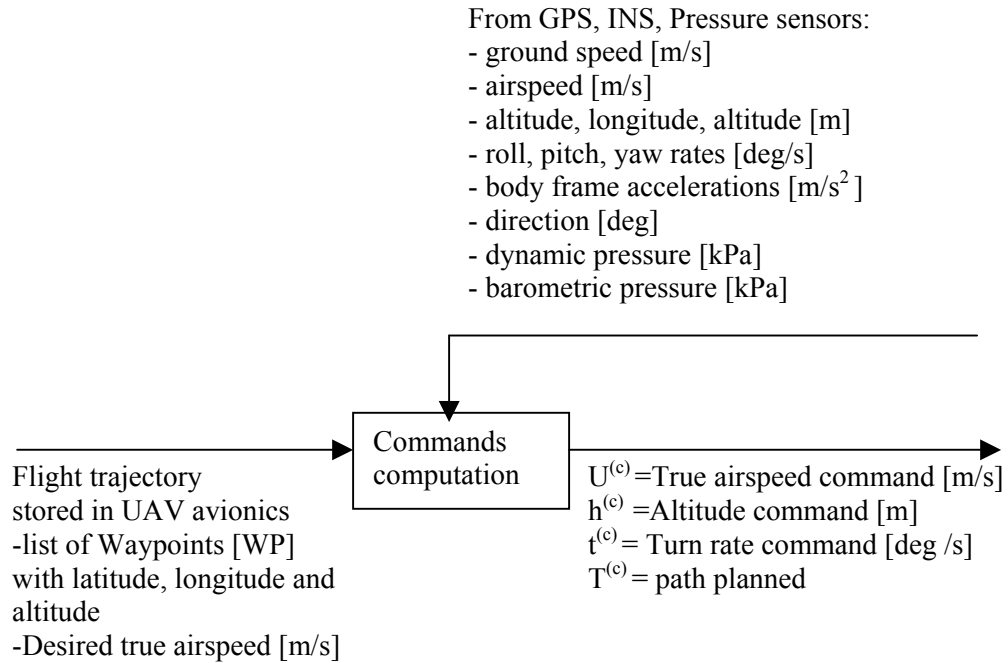 From GPS, INS, Pressure sensors:
- ground speed [m/s]
- airspeed [m/s]
- altitude, longitude, altitude [m]
- roll, pitch, yaw rates [deg/s]
- body frame accelerations [m/s² ]
- direction [deg]
- dynamic pressure [kPa]
- barometric pressure [kPa]
Commands
computation
Flight trajectory
stored in UAV avionics
-list of Waypoints [WP]
with latitude, longitude and
altitude
-Desired true airspeed [m/s]
U⁽ᶜ⁾ =True airspeed command [m/s]
h⁽ᶜ⁾ =Altitude command [m]
t⁽ᶜ⁾ = Turn rate command [deg /s]
T⁽ᶜ⁾ = path planned